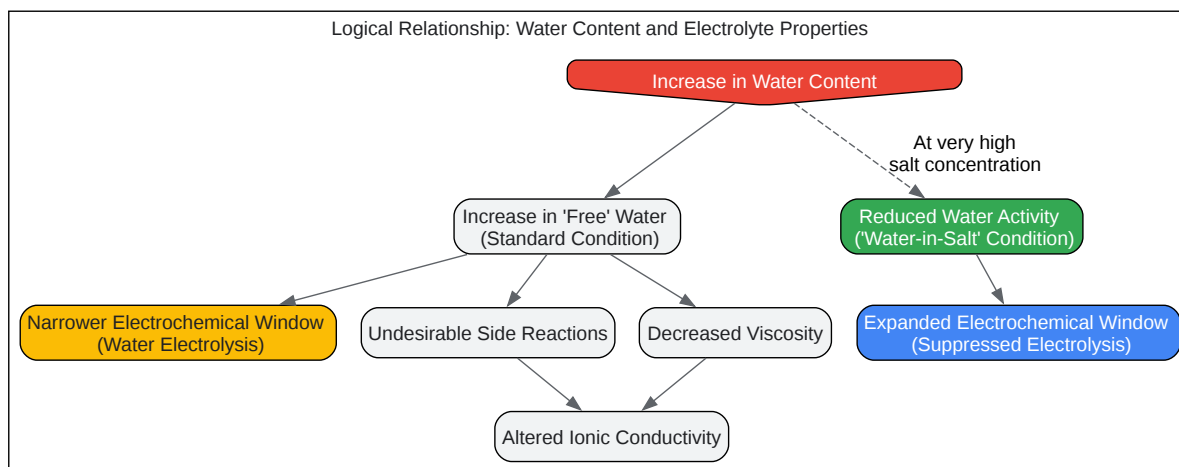 Logical Relationship: Water Content and Electrolyte Properties
Increase in Water Content
At very high
salt concentration
Increase in 'Free' Water
(Standard Condition)
Reduced Water Activity
('Water-in-Salt' Condition)
Narrower Electrochemical Window
(Water Electrolysis)
Undesirable Side Reactions
Decreased Viscosity
Expanded Electrochemical Window
(Suppressed Electrolysis)
Altered Ionic Conductivity